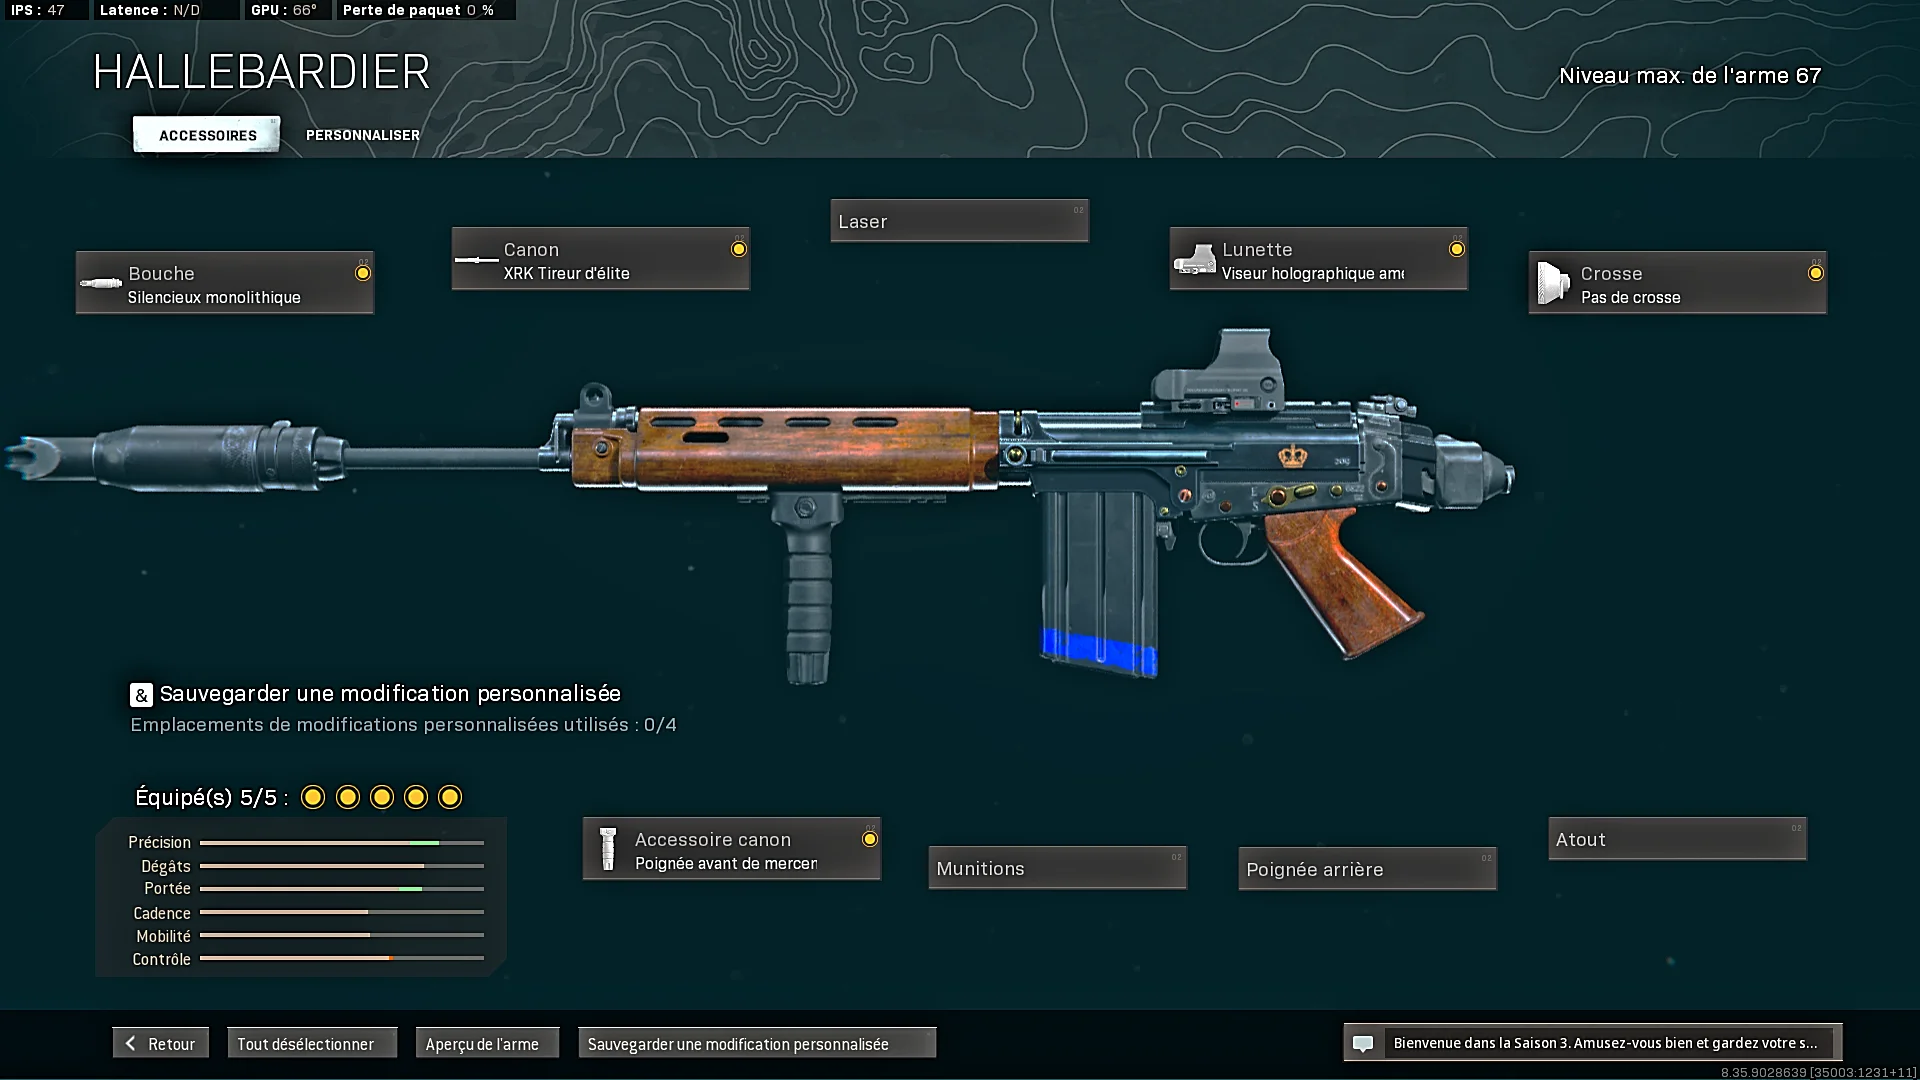 IPS : 47 Latence : N/D GPU : 66° Perte de paquet 0 %
HALLEBARDIER
Niveau max. de l'arme 67
ACCESSOIRES
PERSONNALISER
Laser
Canon
XRK Tireur d'élite
Lunette
Viseur holographique amé
Bouche
Silencieux monolithique
Crosse
Pas de crosse
& Sauvegarder une modification personnalisée
Emplacements de modifications personnalisées utilisés : 0/4
Équipé(s) 5/5 :
Précision
Dégâts
Portée
Cadence
Mobilité
Contrôle
Accessoire canon
Poignée avant de mercen
Munitions
Poignée arrière
Atout
Retour
Tout désélectionner
Aperçu de l'arme
Sauvegarder une modification personnalisée
Bienvenue dans la Saison 3. Amusez-vous bien et gardez votre s...
8.35.9028639 [35003:1231+11]